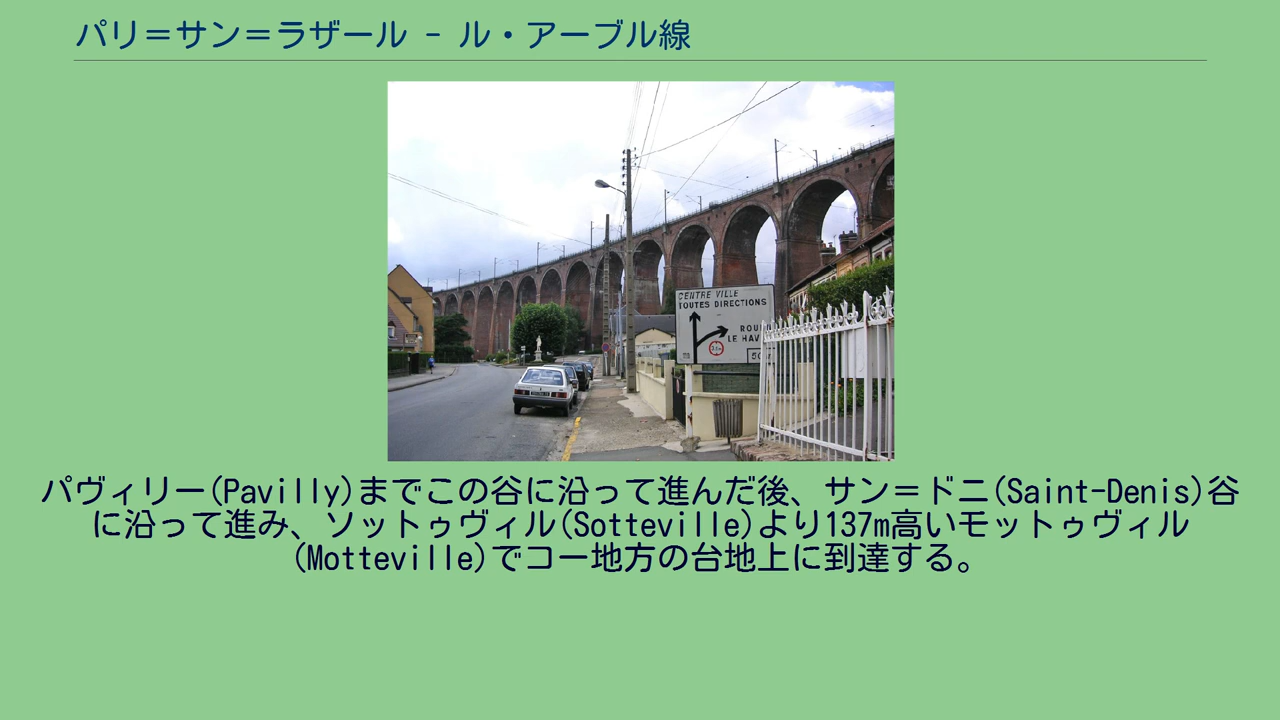 パリ＝サン＝ラザール － ル・アーブル線
CENTRE VILLE
TOUTES DIRECTIONS
パヴィリー(Pavilly)までこの谷に沿って進んだ後、サン＝ドニ(Saint-Denis)谷
に沿って進み、ソットゥヴィル(Sotteville)より137m高いモットゥヴィル
(Motteville)でコー地方の台地上に到達する。